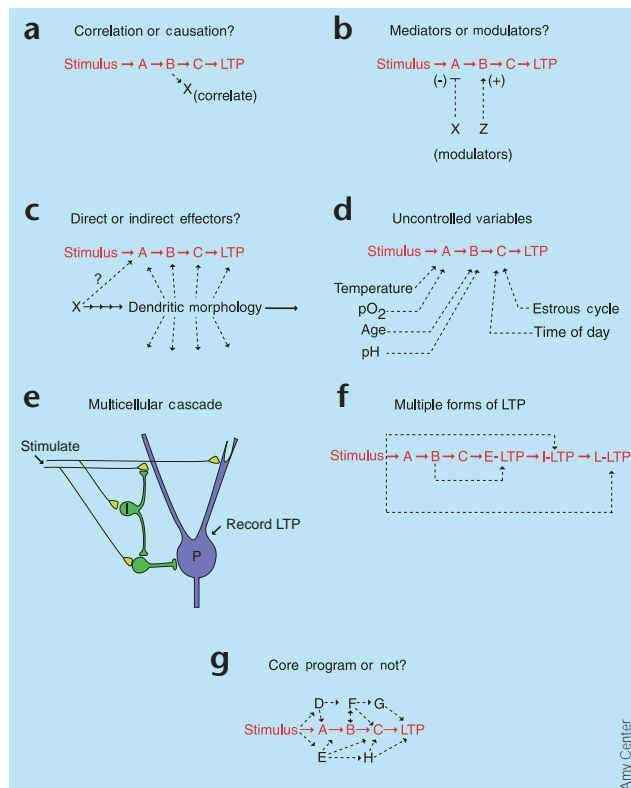 a Correlation or causation?
Stimulus → A → B → C → LTP
X (correlate)
b Mediators or modulators?
Stimulus → A → B → C → LTP
(-) (+)
X Z
(modulators)
c Direct or indirect effectors?
Stimulus → A → B → C → LTP
?
X Dendritic morphology
d Uncontrolled variables
Stimulus → A → B → C → LTP
Temperature
pO2
Age
pH
Estrous cycle
Time of day
e Multicellular cascade
Stimulate
I
Record LTP
P
f Multiple forms of LTP
Stimulus → A → B → C → E-LTP → I-LTP → L-LTP
g Core program or not?
D F G
Stimulus → A → B → C → LTP
E H
Amy Center